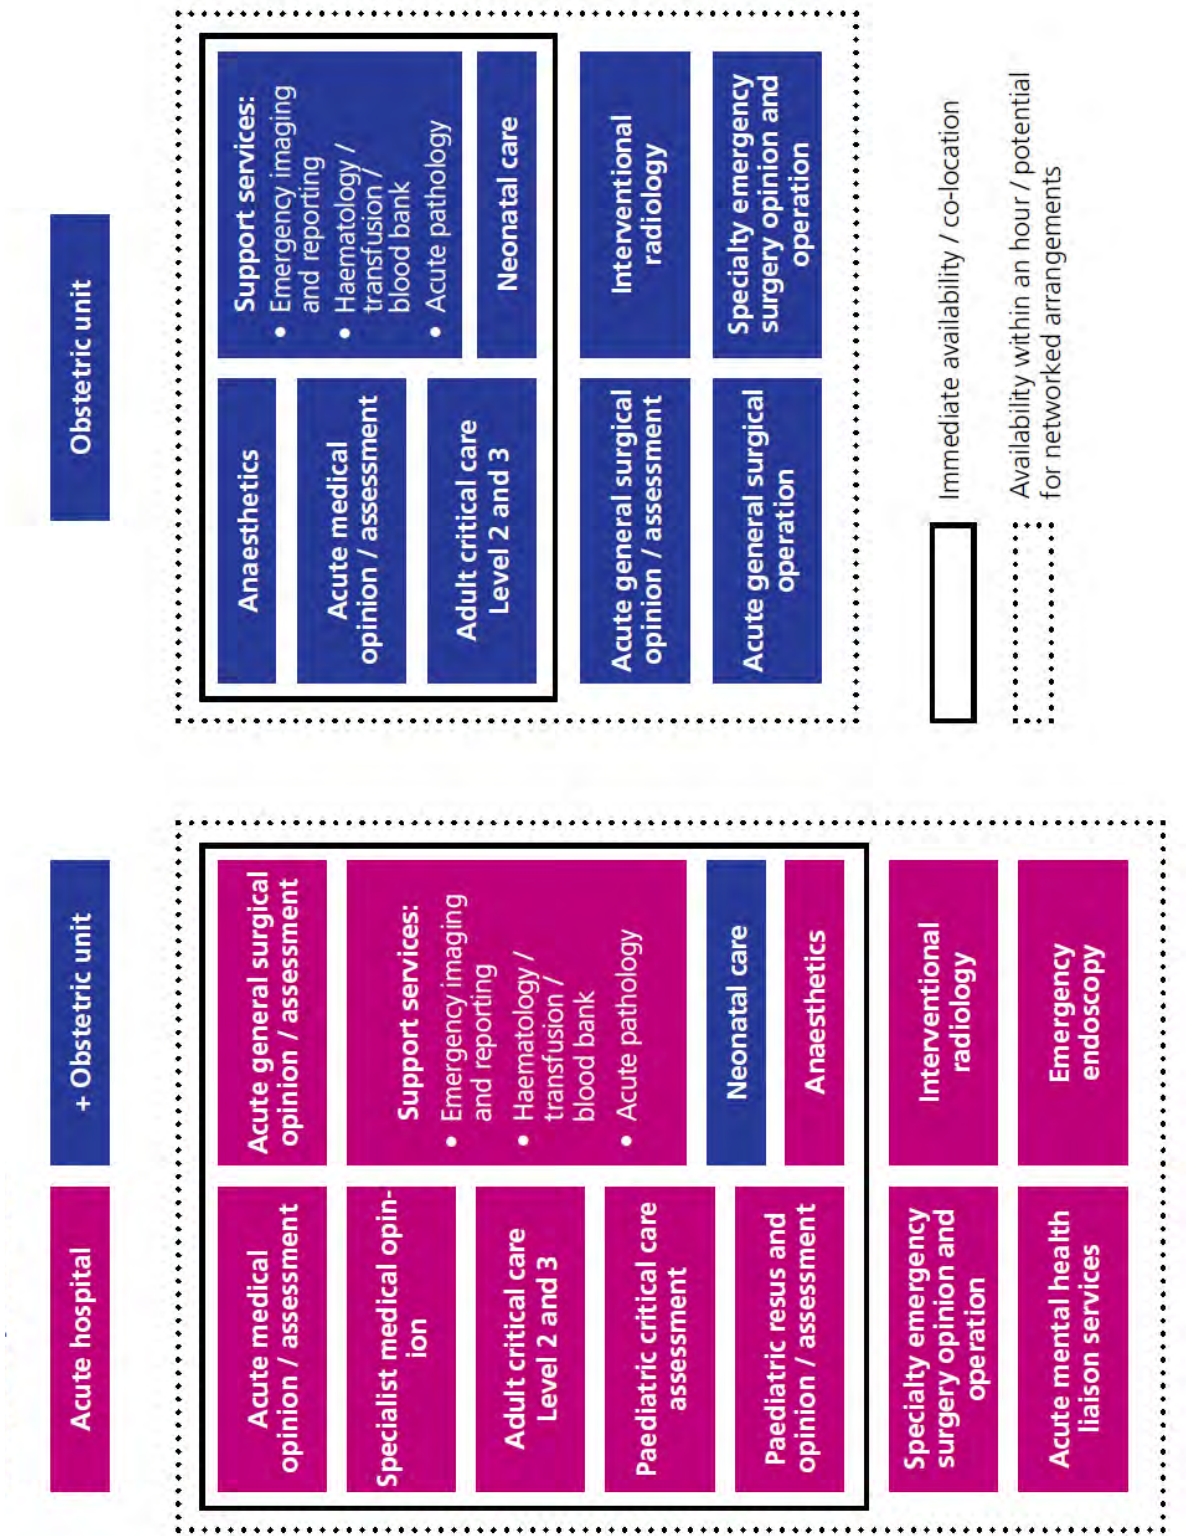 Acute hospital
+ Obstetric unit
Acute medical
opinion / assessment
Acute general surgical
opinion / assessment
Specialist medical opin-
ion
Support services:
• Emergency imaging
and reporting
• Haematology /
transfusion /
blood bank
• Acute pathology
Adult critical care
Level 2 and 3
Paediatric critical care
assessment
Neonatal care
Paediatric resus and
opinion / assessment
Anaesthetics
Specialty emergency
surgery opinion and
operation
Interventional
radiology
Acute mental health
liaison services
Emergency
endoscopy
Obstetric unit
Anaesthetics
Support services:
• Emergency imaging
and reporting
• Haematology /
transfusion /
blood bank
• Acute pathology
Acute medical
opinion / assessment
Adult critical care
Level 2 and 3
Neonatal care
Acute general surgical
opinion / assessment
Interventional
radiology
Acute general surgical
operation
Specialty emergency
surgery opinion and
operation
Immediate availability / co-location
Availability within an hour / potential
for networked arrangements